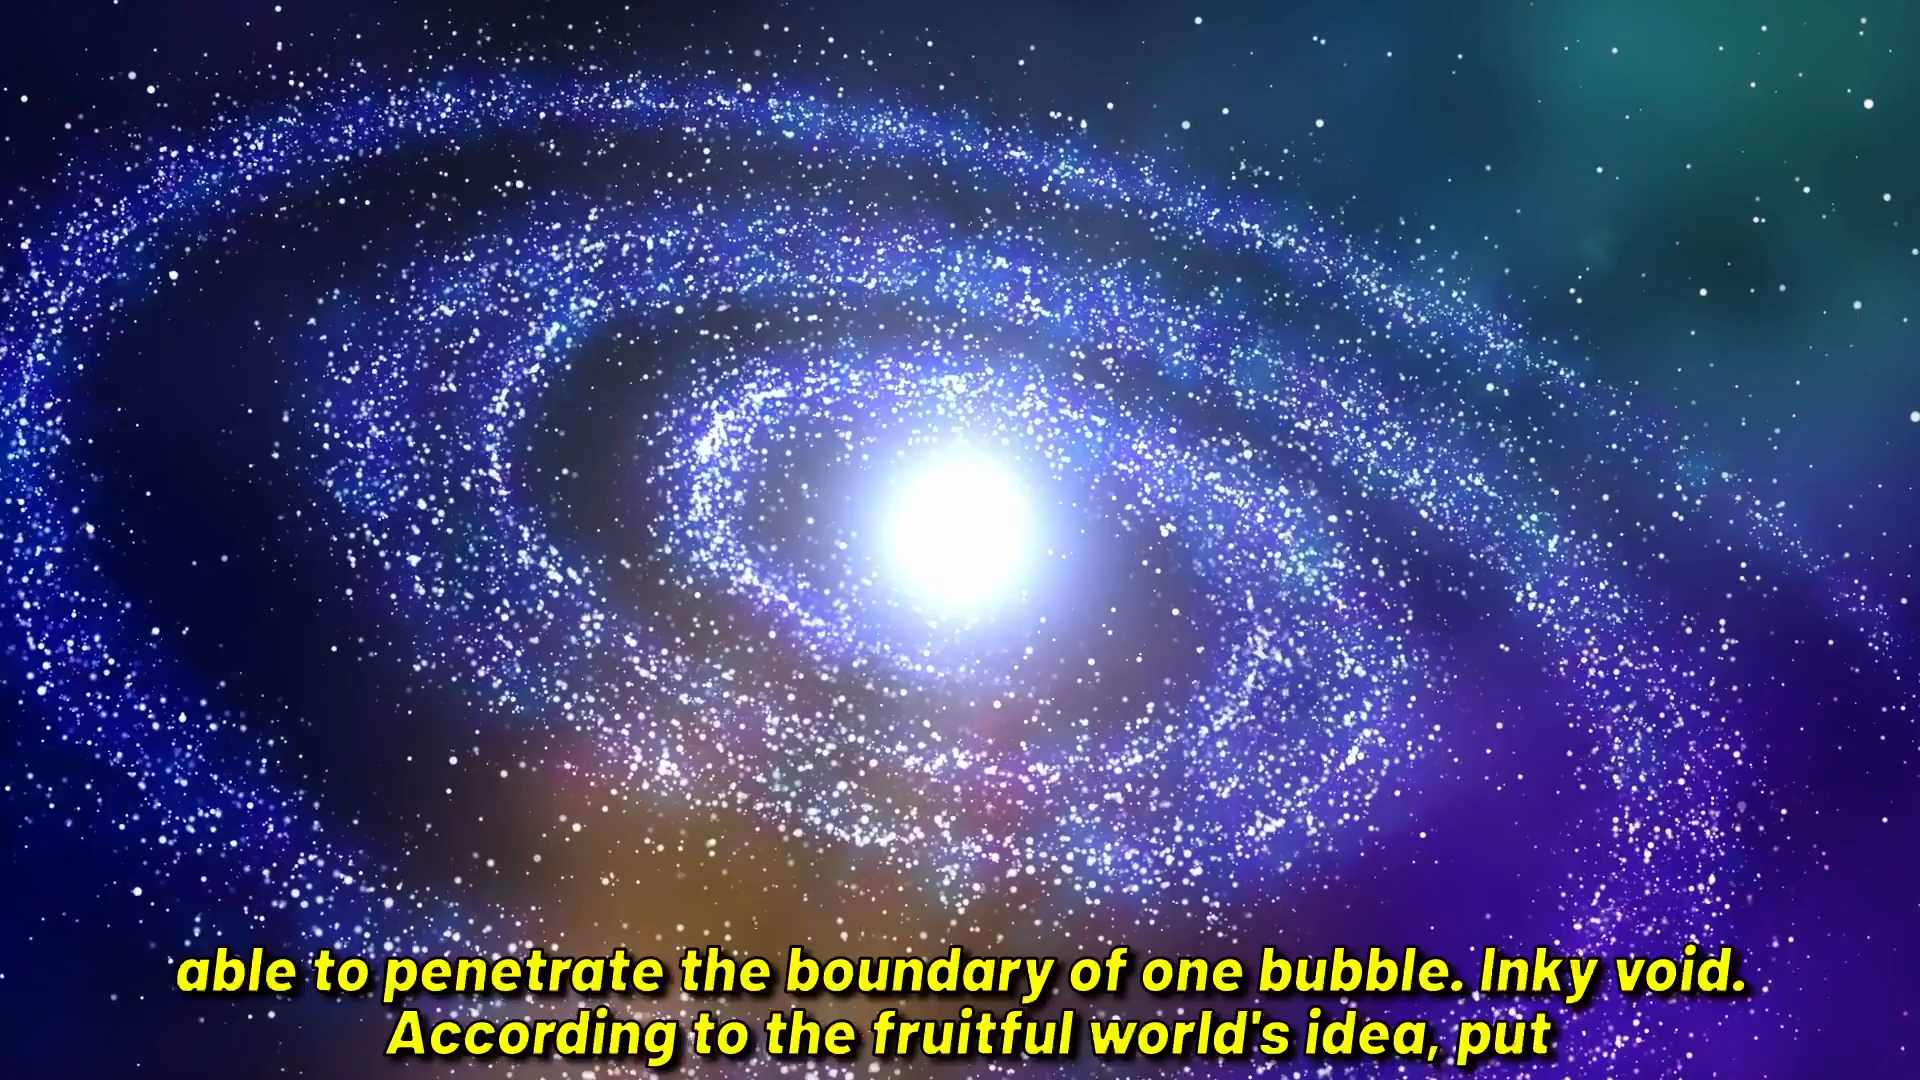 able to penetrate the boundary of one bubble. Inky void.
According to the fruitful world's idea, put